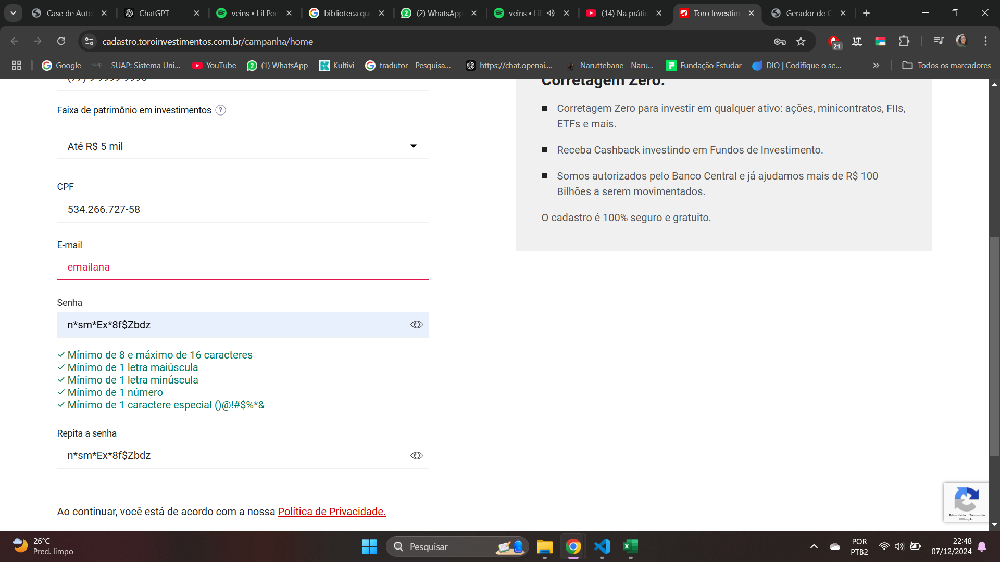 Case de Auto
ChatGPT
veins • Lil Pee
biblioteca qu
(2) WhatsApp
veins • Lil
(14) Na prátic
Toro Investim
Gerador de C
cadastro.toroinvestimentos.com.br/campanha/home
21
Google
suap - SUAP: Sistema Uni...
YouTube
(1) WhatsApp
Kultivi
tradutor - Pesquisa...
https://chat.openai....
Naruttebane - Naru...
Fundação Estudar
DIO | Codifique o se...
Todos os marcadores
Faixa de patrimônio em investimentos ?
Até R$ 5 mil
CPF
534.266.727-58
E-mail
emailana
Senha
n*sm*Ex*8f$Zbdz
Mínimo de 8 e máximo de 16 caracteres
Mínimo de 1 letra maiúscula
Mínimo de 1 letra minúscula
Mínimo de 1 número
Mínimo de 1 caractere especial ()@!#$%*&
Repita a senha
n*sm*Ex*8f$Zbdz
Ao continuar, você está de acordo com a nossa Política de Privacidade.
Corretagem Zero.
Corretagem Zero para investir em qualquer ativo: ações, minicontratos, FIIs,
ETFs e mais.
Receba Cashback investindo em Fundos de Investimento.
Somos autorizados pelo Banco Central e já ajudamos mais de R$ 100
Bilhões a serem movimentados.
O cadastro é 100% seguro e gratuito.
Privacidade • Termos de
Utilização
26°C
Pred. limpo
Pesquisar
POR
PTB2
22:48
07/12/2024